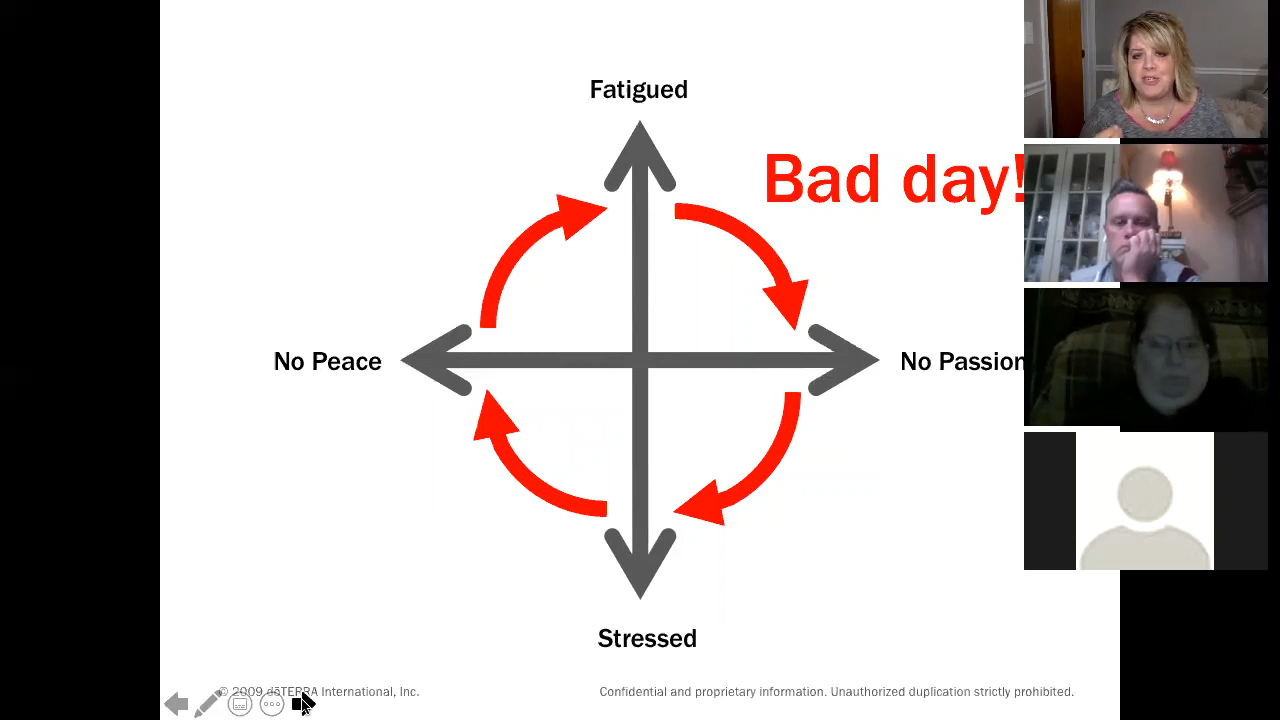 Fatigued
Bad day!
No Peace
No Passion
Stressed
© 2009 dōTERRA International, Inc.
Confidential and proprietary information. Unauthorized duplication strictly prohibited.